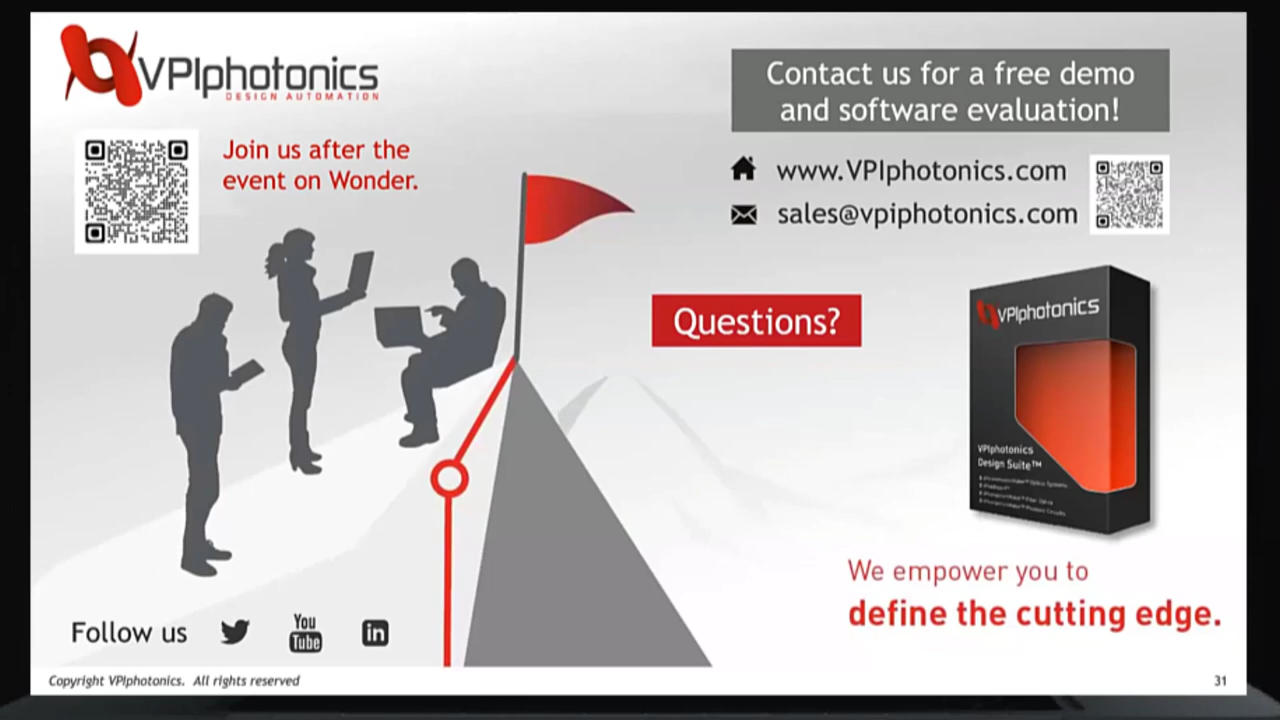 VPIphotonics
DESIGN AUTOMATION
Join us after the
event on Wonder.
Contact us for a free demo
and software evaluation!
www.VPIphotonics.com
sales@vpiphotonics.com
Questions?
VPIphotonics
VPIphotonics
Design Suite™
We empower you to
define the cutting edge.
Follow us
You
Tube
in
Copyright VPIphotonics. All rights reserved
31